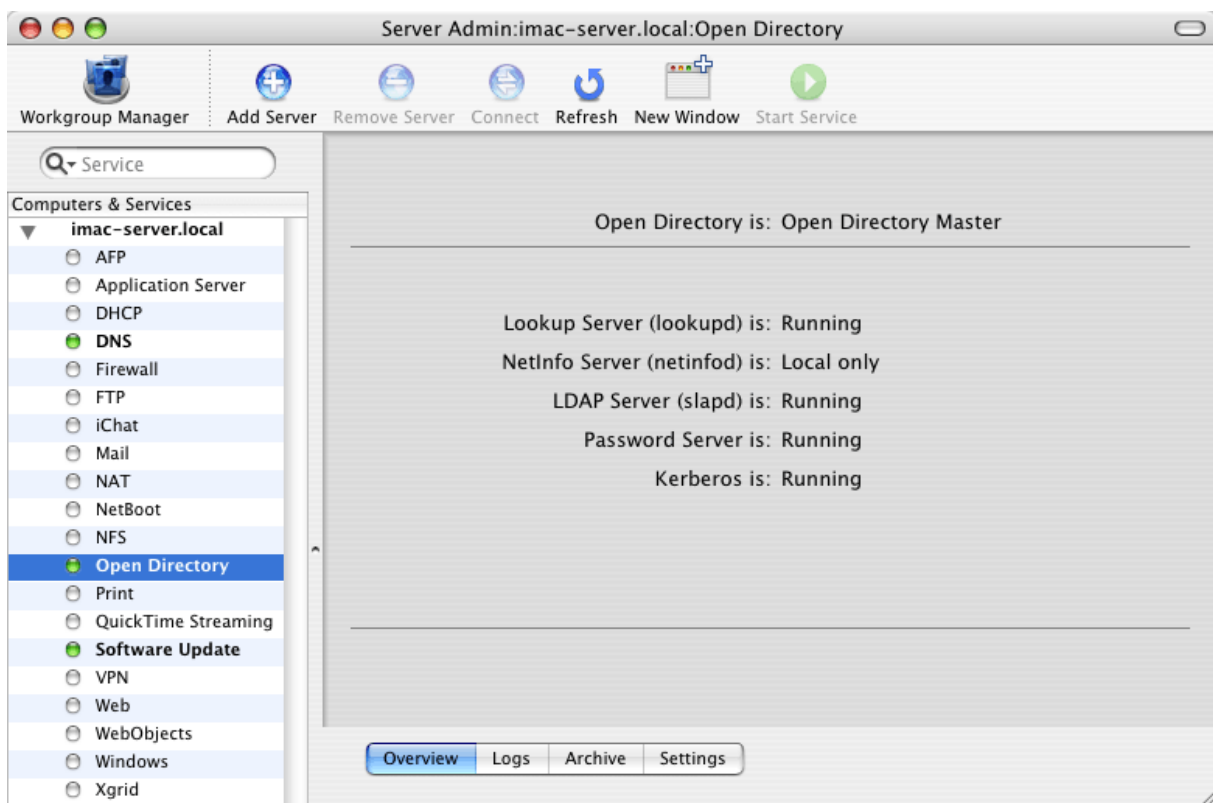 Server Admin:imac-server.local:Open Directory
Workgroup Manager
Add Server
Remove Server
Connect
Refresh
New Window
Start Service
Service
Computers & Services
imac-server.local
AFP
Application Server
DHCP
DNS
Firewall
FTP
iChat
Mail
NAT
NetBoot
NFS
Open Directory
Print
QuickTime Streaming
Software Update
VPN
Web
WebObjects
Windows
Xgrid
Open Directory is: Open Directory Master
Lookup Server (lookupd) is: Running
NetInfo Server (netinfod) is: Local only
LDAP Server (slapd) is: Running
Password Server is: Running
Kerberos is: Running
Overview
Logs
Archive
Settings